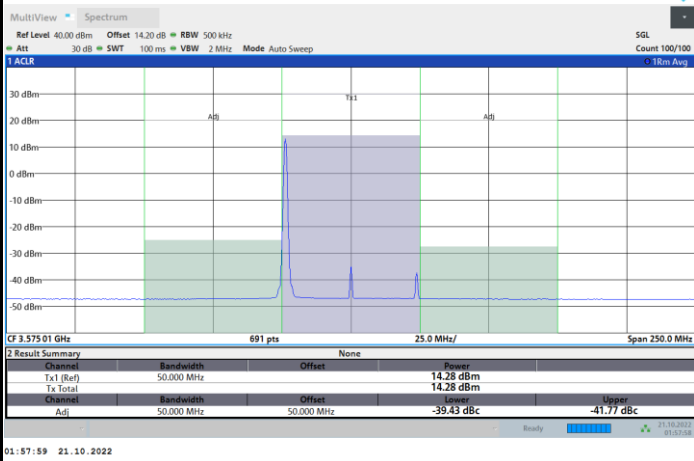 MultiView Spectrum
Ref Level 40.00 dBm Offset 14.20 dB RBW 500 kHz SGL
Att 30 dB SWT 100 ms VBW 2 MHz Mode Auto Sweep Count 100/100
1 ACLR 1Rm Avg
30 dBm
Tx1
20 dBm Adj Adj
10 dBm
0 dBm
-10 dBm
-20 dBm
-30 dBm
-40 dBm
-50 dBm
CF 3.575 01 GHz 691 pts 25.0 MHz/ Span 250.0 MHz
2 Result Summary None
Channel Bandwidth Offset Power
Tx1 (Ref) 50.000 MHz 14.28 dBm
Tx Total 14.28 dBm
Channel Bandwidth Offset Lower Upper
Adj 50.000 MHz 50.000 MHz -39.43 dBc -41.77 dBc
Ready 21.10.2022
01:57:58
01:57:59 21.10.2022